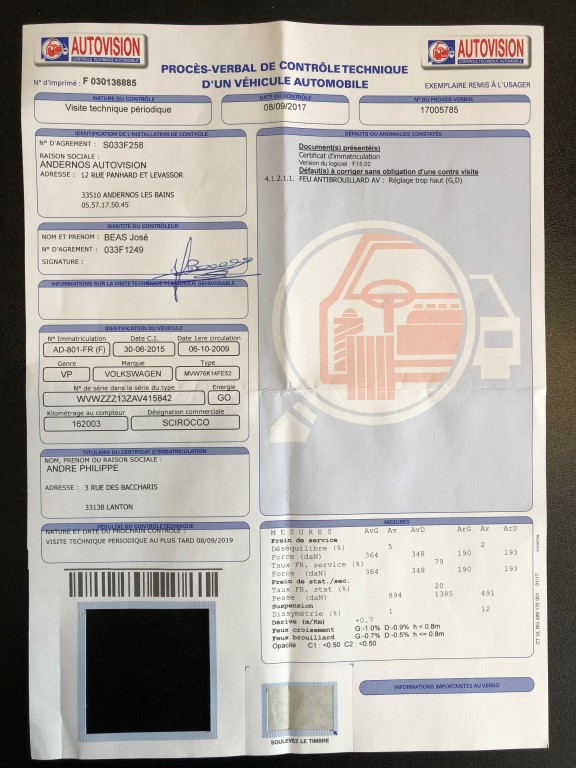 AUTOVISION
CONTRÔLE TECHNIQUE AUTOMOBILE
AUTOVISION
CONTRÔLE TECHNIQUE AUTOMOBILE
PROCÈS-VERBAL DE CONTRÔLE TECHNIQUE
D'UN VÉHICULE AUTOMOBILE
N° d'imprimé : F 030136885
EXEMPLAIRE REMIS À L'USAGER
NATURE DU CONTRÔLE
Visite technique périodique
DATE DU CONTRÔLE
08/09/2017
N° DU PROCÈS-VERBAL
17005785
IDENTIFICATION DE L'INSTALLATION DE CONTRÔLE
N° D'AGREMENT : S033F258
RAISON SOCIALE :
ANDERNOS AUTOVISION
ADRESSE : 12 RUE PANHARD ET LEVASSOR
33510 ANDERNOS LES BAINS
05.57.17.50.45
IDENTITÉ DU CONTRÔLEUR
NOM ET PRENOM : BEAS José
N° D'AGREMENT : 033F1249
SIGNATURE :
INFORMATIONS SUR LA VISITE TECHNIQUE PÉRIODIQUE DÉFAVORABLE
IDENTIFICATION DU VÉHICULE
N° Immatriculation Date C.I. Date 1ere circulation
AD-801-FR (F) 30-06-2015 06-10-2009
Genre Marque Type
VP VOLKSWAGEN MVW76K14FE52
N° de série dans la série du type Energie
WVWZZZ13ZAV415842 GO
Kilométrage au compteur Désignation commerciale
162003 SCIROCCO
TITULAIRE DU CERTIFICAT D'IMMATRICULATION
NOM, PRENOM OU RAISON SOCIALE :
ANDRE PHILIPPE
ADRESSE : 3 RUE DES BACCHARIS
33138 LANTON
RÉSULTAT DU CONTRÔLE TECHNIQUE
NATURE ET DATE DU PROCHAIN CONTROLE :
VISITE TECHNIQUE PERIODIQUE AU PLUS TARD 08/09/2019
DÉFAUTS OU ANOMALIES CONSTATÉS
Document(s) présenté(s)
Certificat d'immatriculation
Version du logiciel F15.02
Défaut(s) à corriger sans obligation d'une contre visite
4.1.2.1.1. FEU ANTIBROUILLARD AV : Réglage trop haut (G,D)
MESURES
MESURES AvG Av AvD ArG Ar ArD
Frein de service
Déséquilibre (%) 5 2
Force (daN) 364 348 190 193
Taux FR. service (%) 79
Force (daN) 364 348 190 193
Frein de stat./sec.
Taux FR. stat (%) 20
Pesée (daN) 894 1385 491
Suspension
Dissymétrie (%) 1 12
Dérive (m/Km) +0.7
Feux croisement G:-1.0% D:-0.9% h < 0.8m
Feux brouillard G:-0.7% D:-0.5% h <= 0.8m
Opacité C1 : <0.50 C2 : <0.50
INFORMATIONS IMPORTANTES AU VERSO
SOULEVEZ LE TIMBRE